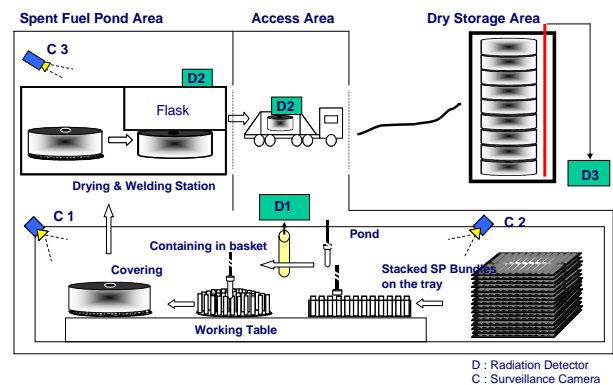 Spent Fuel Pond Area
Access Area
Dry Storage Area
C 3
D2
Flask
D2
D3
Drying & Welding Station
C 1
D1
C 2
Pond
Containing in basket
Stacked SP Bundles
on the tray
Covering
Working Table
D : Radiation Detector
C : Surveillance Camera